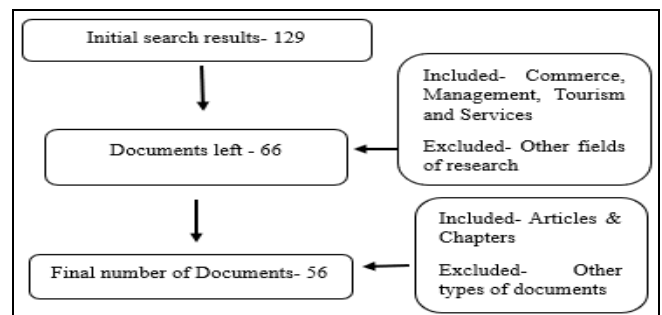 Initial search results- 129
Included- Commerce,
Management, Tourism
and Services
Excluded- Other fields
of research
Documents left - 66
Included- Articles &
Chapters
Excluded- Other
types of documents
Final number of Documents- 56